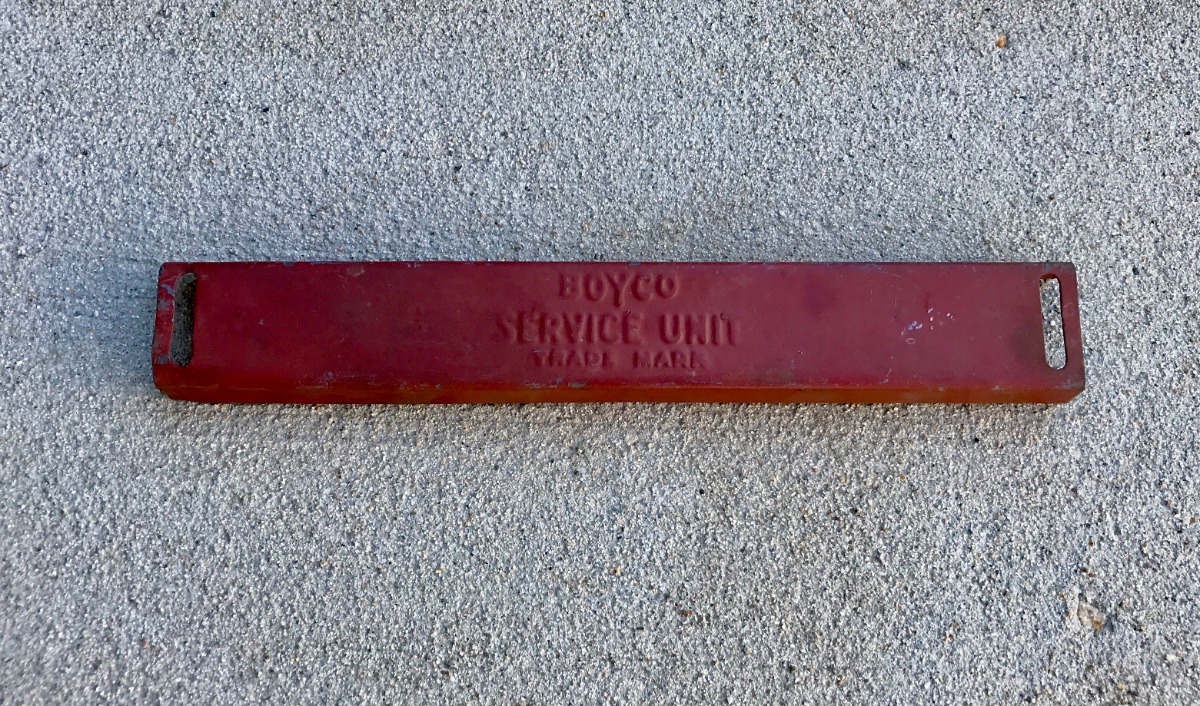 BOYCO
SERVICE UNIT
TRADE MARK